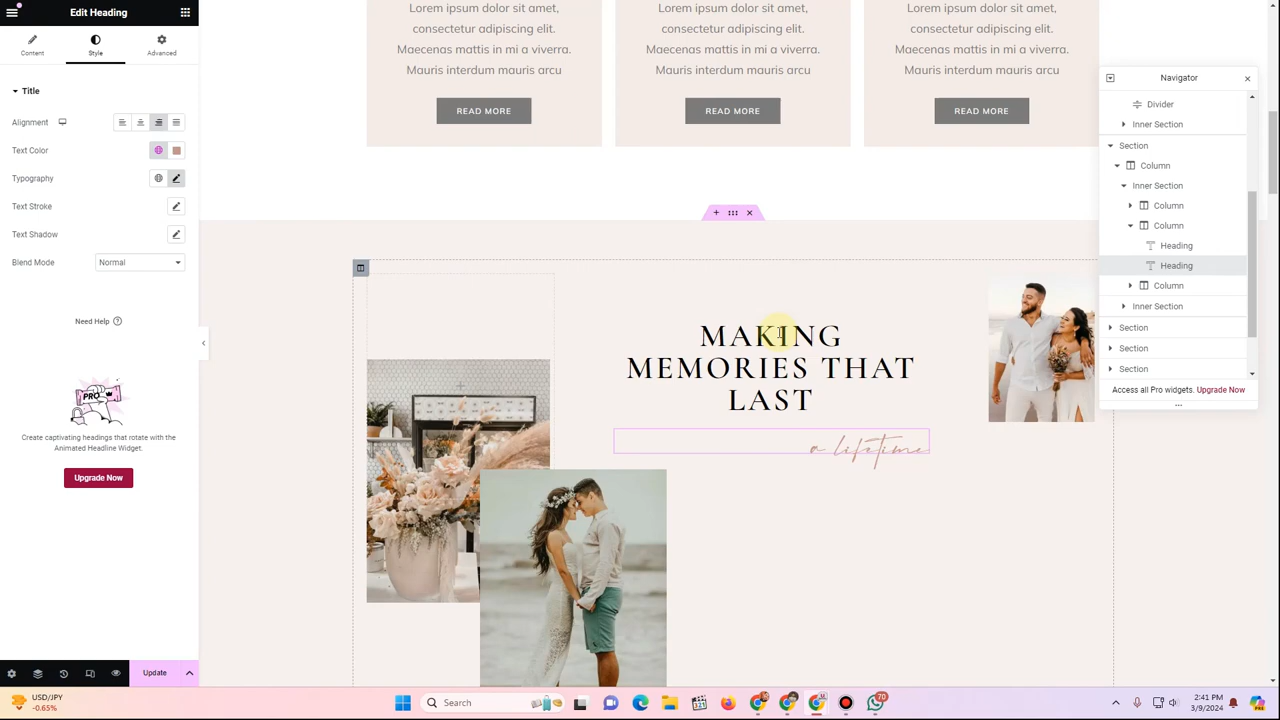 Edit Heading
Content
Style
Advanced
Title
Alignment
Text Color
Typography
Text Stroke
Text Shadow
Blend Mode
Normal
Need Help
PRO
Create captivating headings that rotate with the
Animated Headline Widget.
Upgrade Now
Update
Lorem ipsum dolor sit amet,
consectetur adipiscing elit.
Maecenas mattis in mi a viverra.
Mauris interdum mauris arcu
READ MORE
Lorem ipsum dolor sit amet,
consectetur adipiscing elit.
Maecenas mattis in mi a viverra.
Mauris interdum mauris arcu
READ MORE
Lorem ipsum dolor sit amet,
consectetur adipiscing elit.
Maecenas mattis in mi a viverra.
Mauris interdum mauris arcu
READ MORE
MAKING
MEMORIES THAT
LAST
a lifetime
Navigator
Divider
Inner Section
Section
Column
Inner Section
Column
Column
Heading
Heading
Column
Inner Section
Section
Section
Section
Access all Pro widgets. Upgrade Now
USD/JPY
-0.65%
Search
70
2:41 PM
3/9/2024